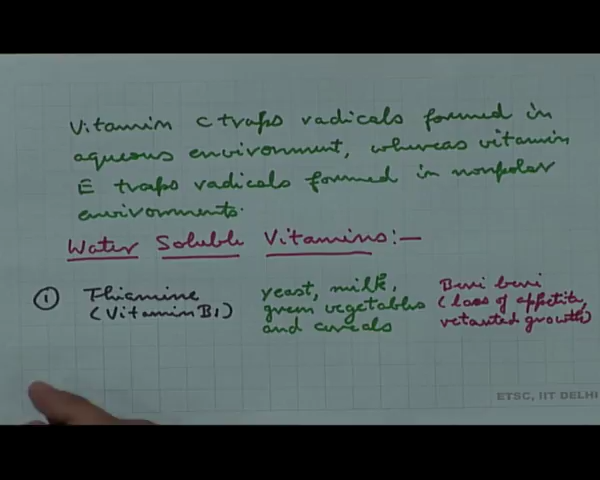 Vitamin C traps radicals formed in
aqueous environment, whereas vitamin
E traps radicals formed in nonpolar
environments.
Water Soluble Vitamins:—
① Thiamine
(Vitamin B1)
yeast, milk,
green vegetables
and cereals
Beri beri
(loss of appetite,
retarted growth)
ETSC, IIT DELHI